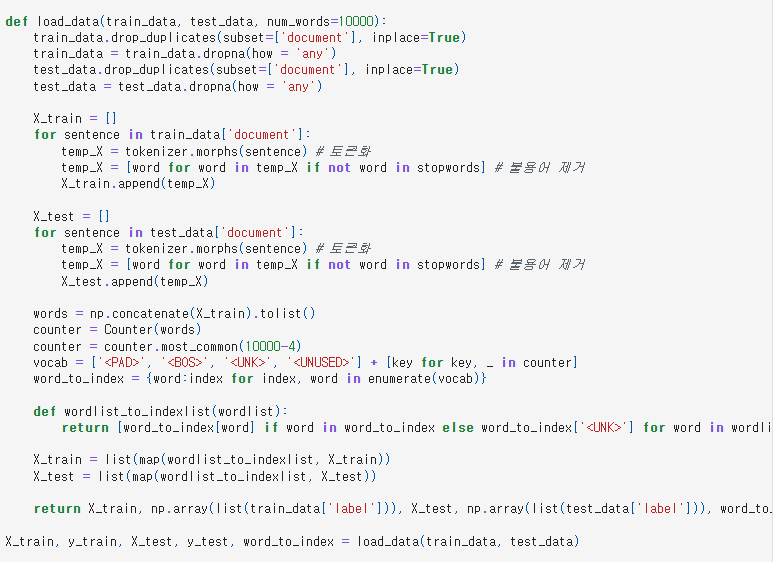 def load_data(train_data, test_data, num_words=10000):
    train_data.drop_duplicates(subset=['document'], inplace=True)
    train_data = train_data.dropna(how = 'any')
    test_data.drop_duplicates(subset=['document'], inplace=True)
    test_data = test_data.dropna(how = 'any')

    X_train = []
    for sentence in train_data['document']:
        temp_X = tokenizer.morphs(sentence) # 토큰화
        temp_X = [word for word in temp_X if not word in stopwords] # 불용어 제거
        X_train.append(temp_X)

    X_test = []
    for sentence in test_data['document']:
        temp_X = tokenizer.morphs(sentence) # 토큰화
        temp_X = [word for word in temp_X if not word in stopwords] # 불용어 제거
        X_test.append(temp_X)

    words = np.concatenate(X_train).tolist()
    counter = Counter(words)
    counter = counter.most_common(10000-4)
    vocab = ['<PAD>', '<BOS>', '<UNK>', '<UNUSED>'] + [key for key, _ in counter]
    word_to_index = {word:index for index, word in enumerate(vocab)}

    def wordlist_to_indexlist(wordlist):
        return [word_to_index[word] if word in word_to_index else word_to_index['<UNK>'] for word in wordli

    X_train = list(map(wordlist_to_indexlist, X_train))
    X_test = list(map(wordlist_to_indexlist, X_test))

    return X_train, np.array(list(train_data['label'])), X_test, np.array(list(test_data['label'])), word_to_

X_train, y_train, X_test, y_test, word_to_index = load_data(train_data, test_data)